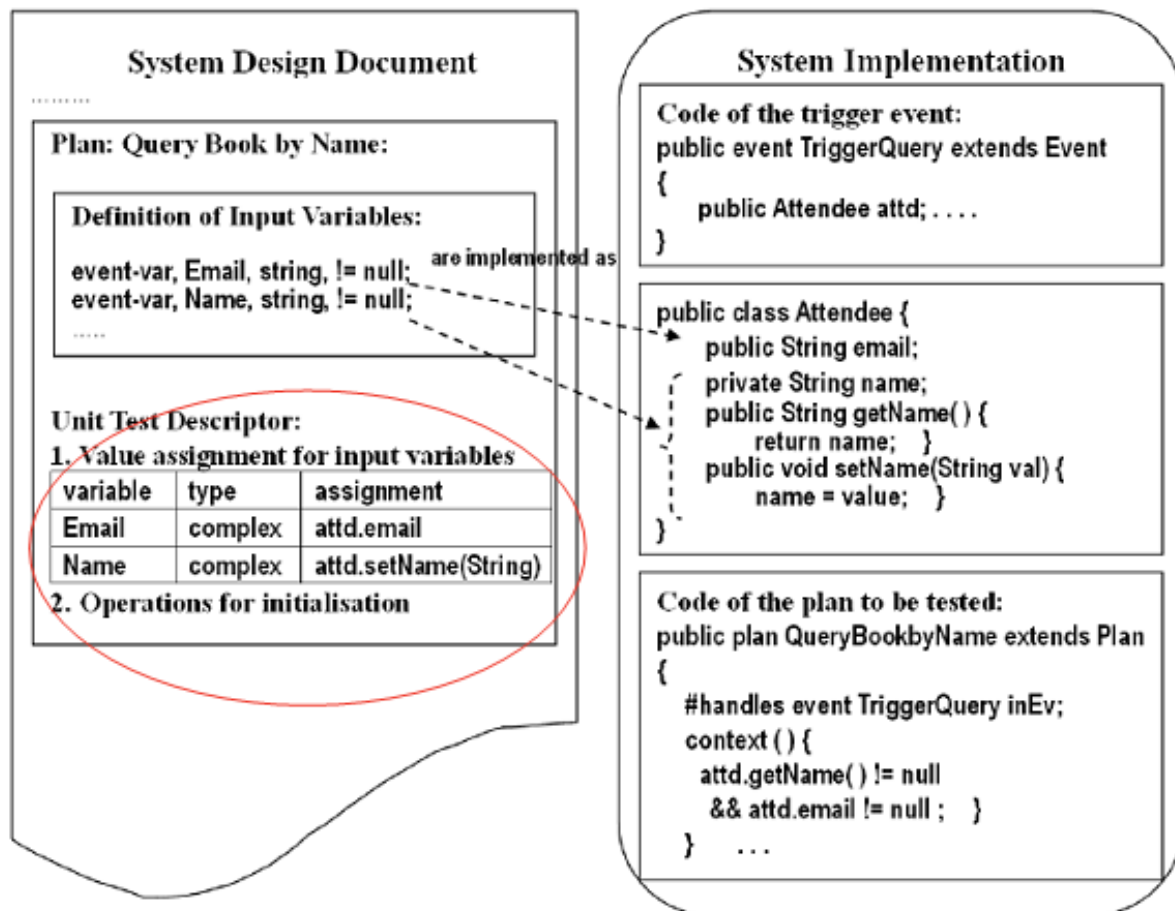 System Design Document
.........
Plan: Query Book by Name:
Definition of Input Variables:
event-var, Email, string, != null;
event-var, Name, string, != null;
.....
are implemented as
Unit Test Descriptor:
1. Value assignment for input variables
variable type assignment
Email complex attd.email
Name complex attd.setName(String)
2. Operations for initialisation
System Implementation
Code of the trigger event:
public event TriggerQuery extends Event
{
public Attendee attd; . . . .
}
public class Attendee {
public String email;
private String name;
public String getName( ) {
return name; }
public void setName(String val) {
name = value; }
}
Code of the plan to be tested:
public plan QueryBookbyName extends Plan
{
#handles event TriggerQuery inEv;
context ( ) {
attd.getName( ) != null
&& attd.email != null ; }
} . . .